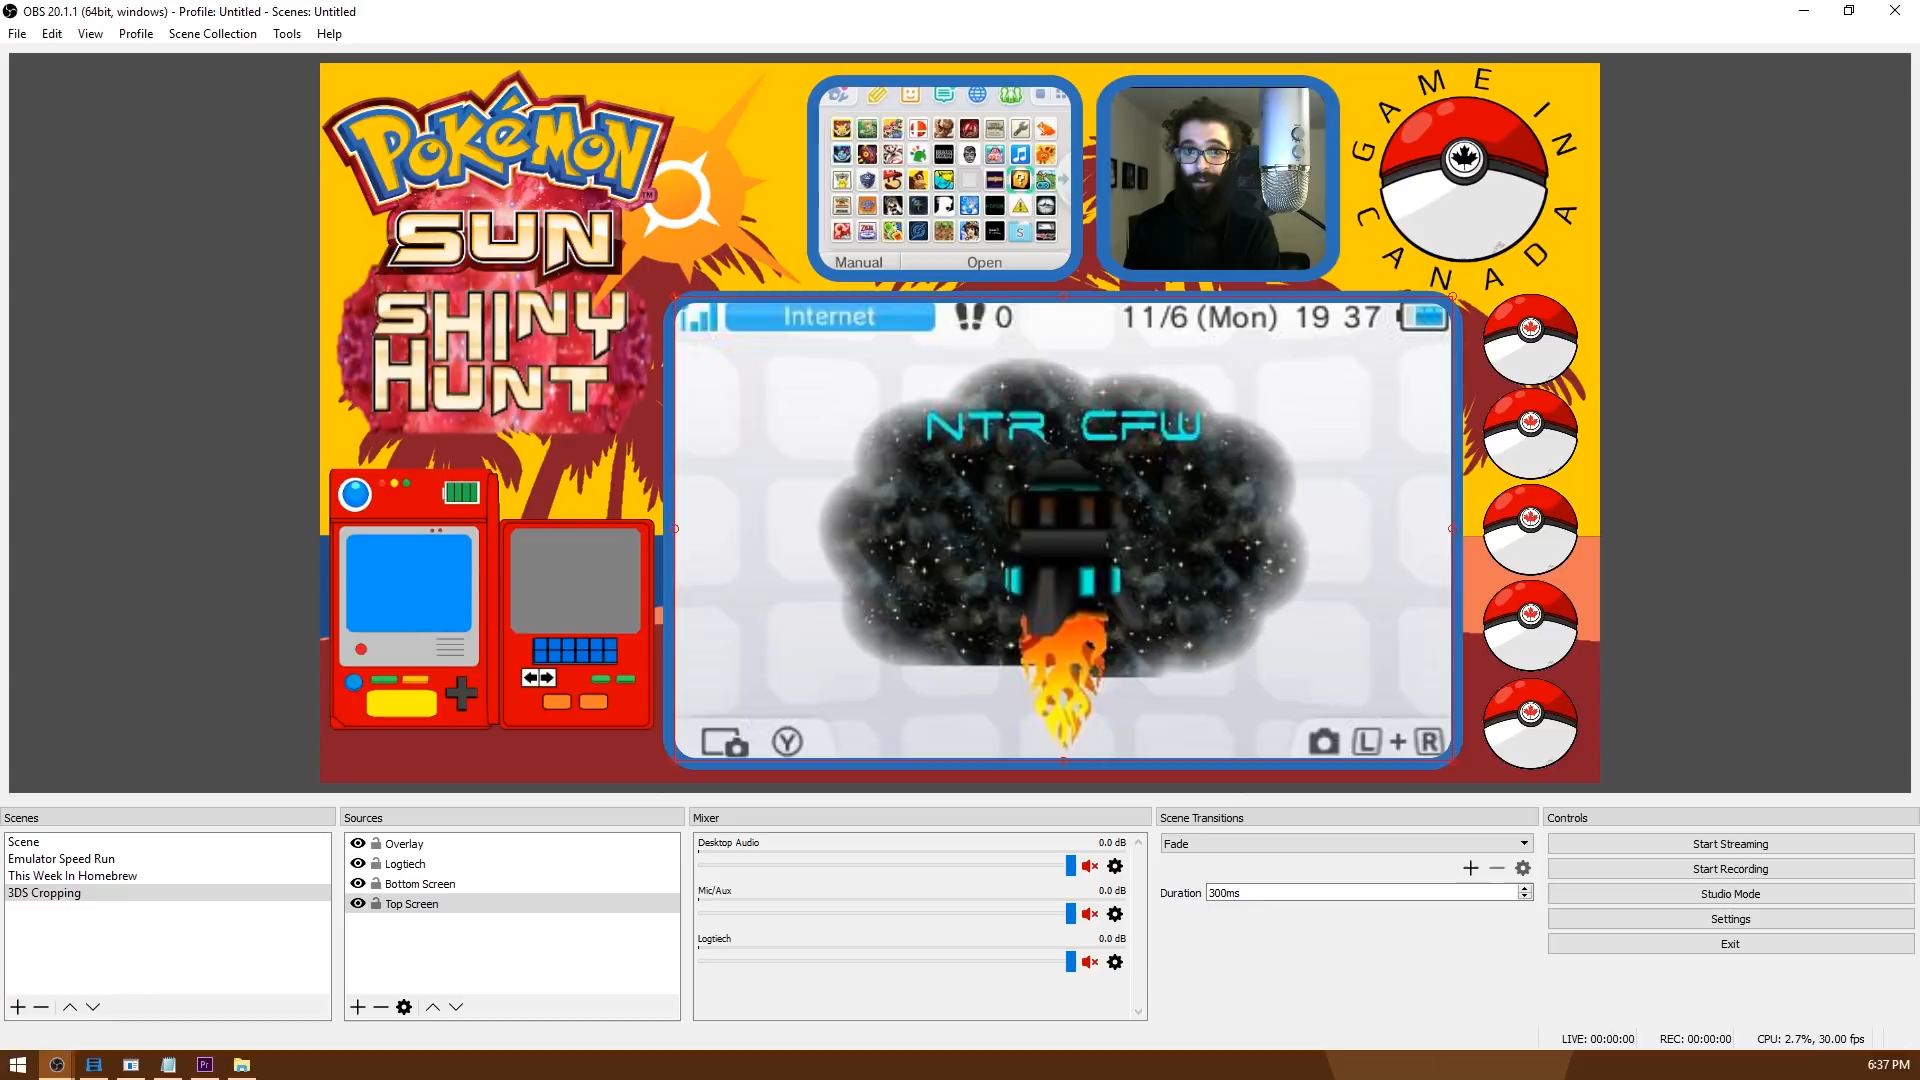 OBS 20.1.1 (64bit, windows) - Profile: Untitled - Scenes: Untitled
File Edit View Profile Scene Collection Tools Help
POKéMON
TM
SUN
SHINY
HUNT
Manual Open
GAME IN CANADA
Internet 0 11/6 (Mon) 19 37
NTR CFW
Y L + R
Scenes
Scene
Emulator Speed Run
This Week In Homebrew
3DS Cropping
Sources
Overlay
Logtiech
Bottom Screen
Top Screen
Mixer
Desktop Audio 0.0 dB
Mic/Aux 0.0 dB
Logtiech 0.0 dB
Scene Transitions
Fade
Duration 300ms
Controls
Start Streaming
Start Recording
Studio Mode
Settings
Exit
LIVE: 00:00:00 REC: 00:00:00 CPU: 2.7%, 30.00 fps
Pr
6:37 PM